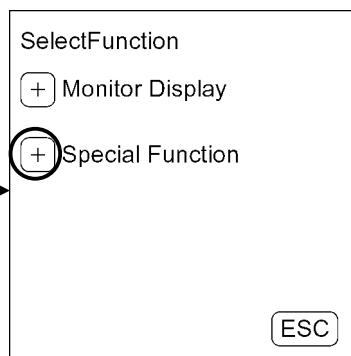 SelectFunction
+ Monitor Display
+ Special Function
ESC